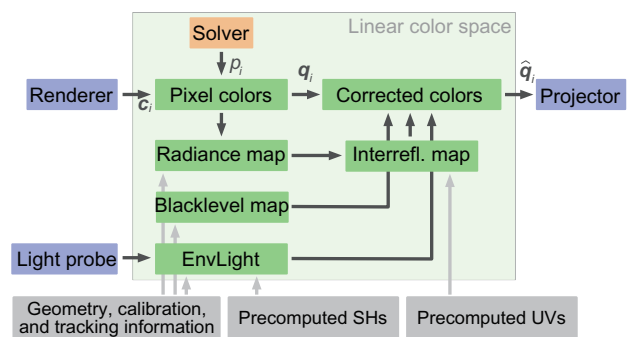 Solver
Linear color space
p_i
q_i
q̂_i
Renderer
c_i
Pixel colors
Corrected colors
Projector
Radiance map
Interrefl. map
Blacklevel map
Light probe
EnvLight
Geometry, calibration,
and tracking information
Precomputed SHs
Precomputed UVs